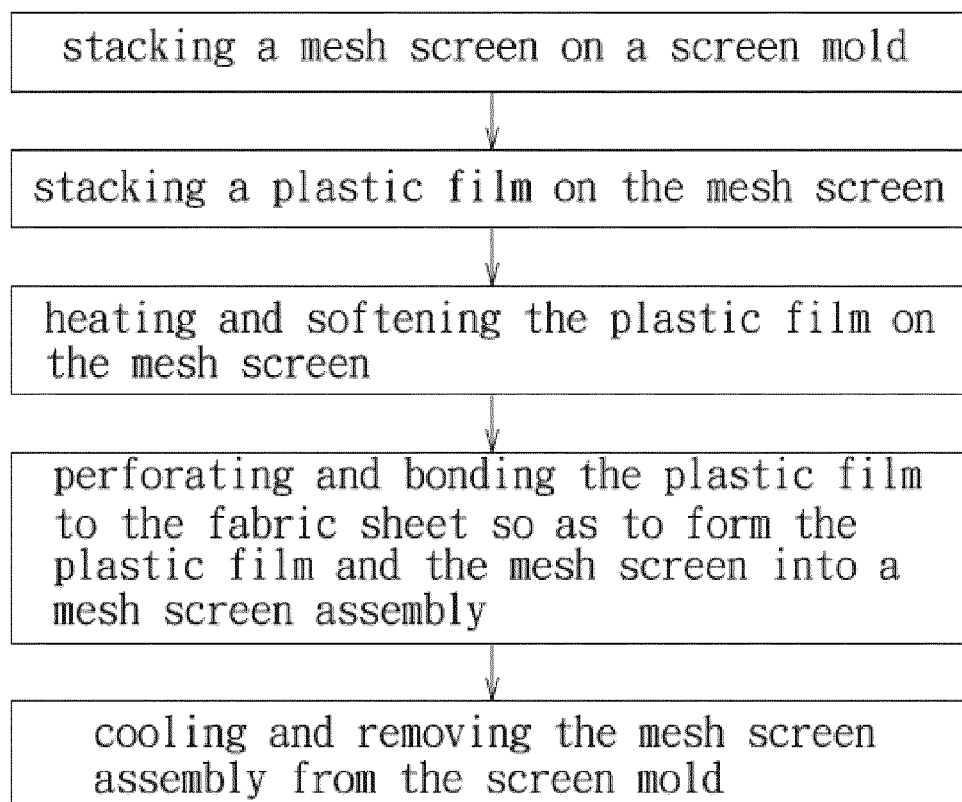 stacking a mesh screen on a screen mold
stacking a plastic film on the mesh screen
heating and softening the plastic film on
the mesh screen
perforating and bonding the plastic film
to the fabric sheet so as to form the
plastic film and the mesh screen into a
mesh screen assembly
cooling and removing the mesh screen
assembly from the screen mold